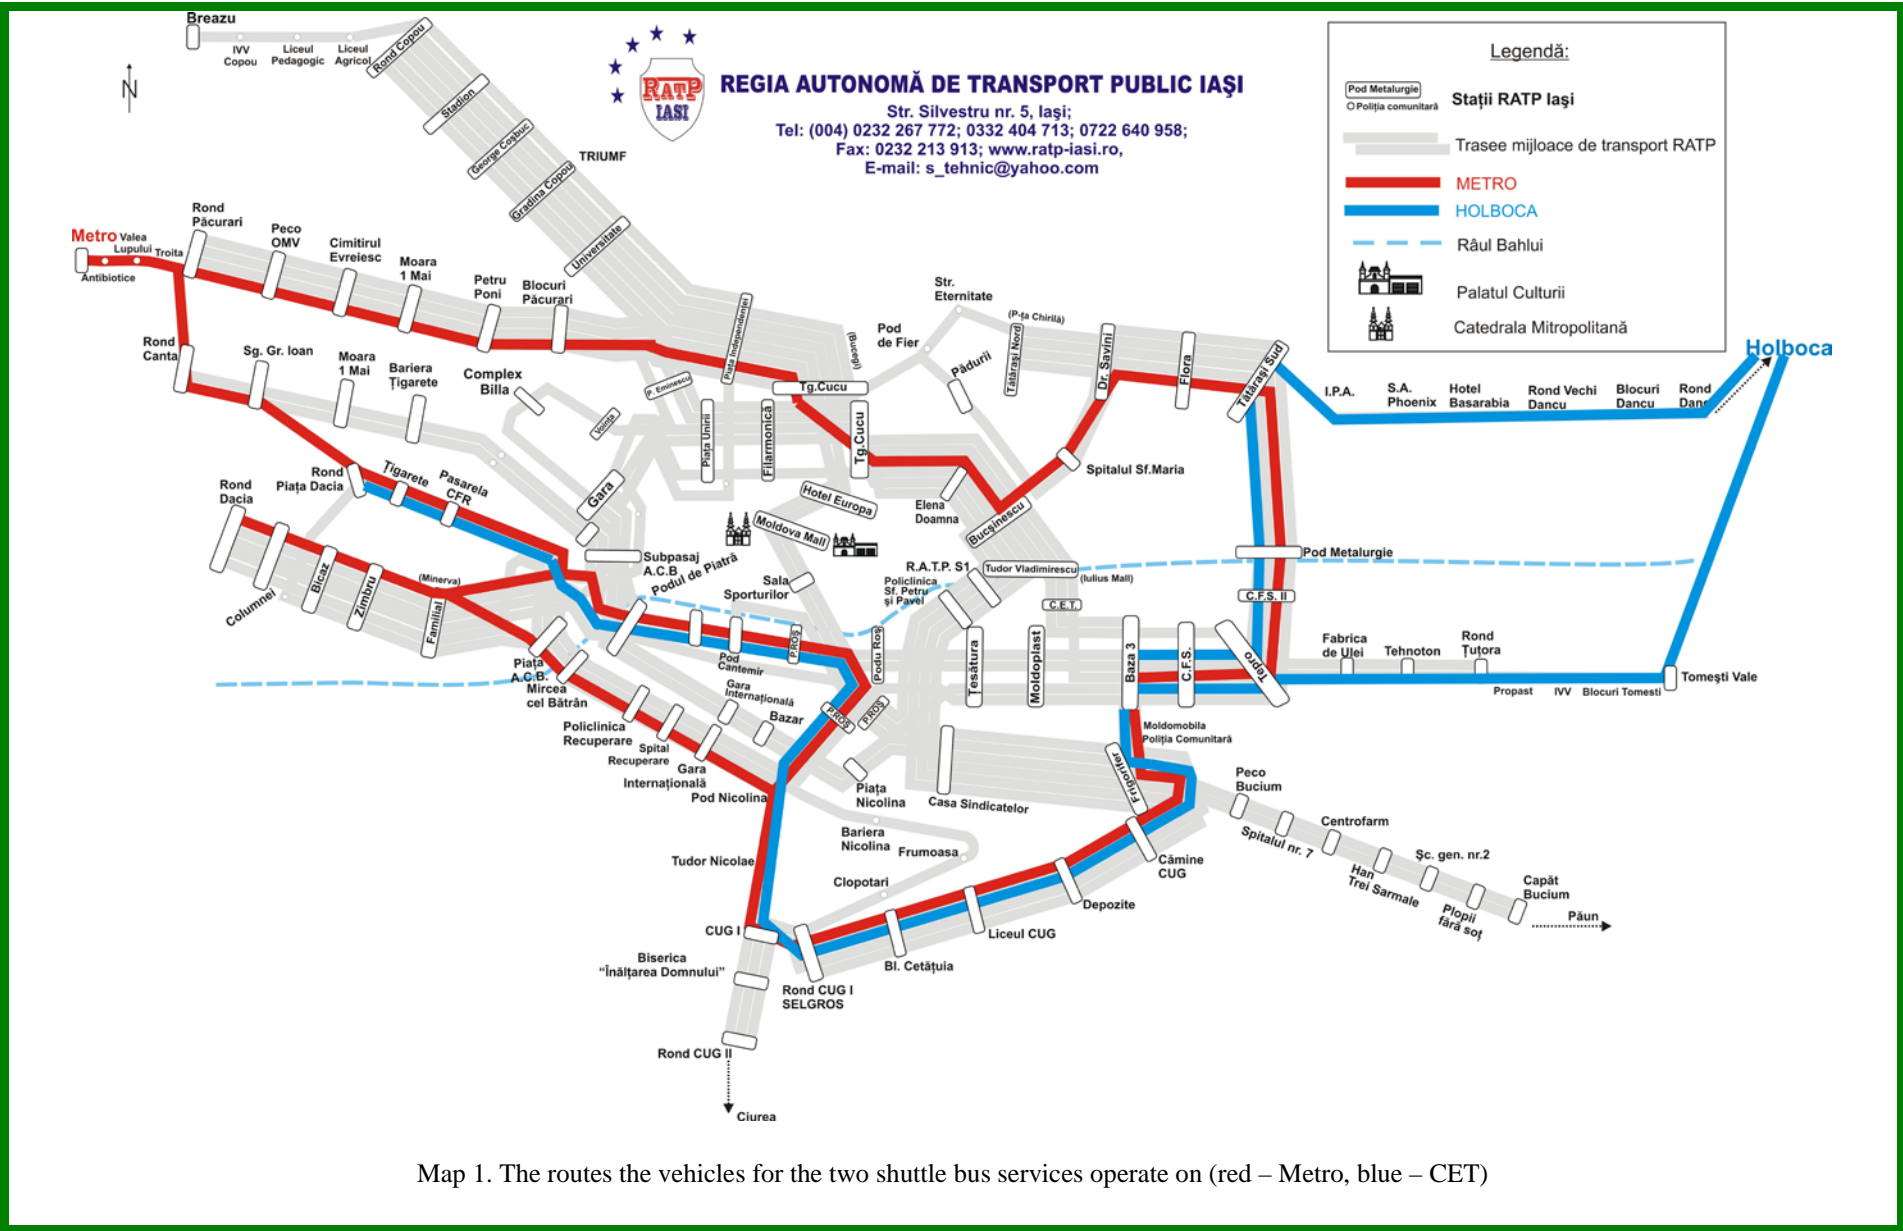 Breazu
IVV
Copou
Liceul
Pedagogic
Liceul
Agricol
Rond Copou
N
Stadion
George Coşbuc
Gradina Copou
TRIUMF
Universitate
RATP
IAŞI
REGIA AUTONOMĂ DE TRANSPORT PUBLIC IAŞI
Str. Silvestru nr. 5, Iaşi;
Tel: (004) 0232 267 772; 0332 404 713; 0722 640 958;
Fax: 0232 213 913; www.ratp-iasi.ro,
E-mail: s_tehnic@yahoo.com
Legendă:
Pod Metalurgie
Poliţia comunitară
Staţii RATP Iaşi
Trasee mijloace de transport RATP
METRO
HOLBOCA
Râul Bahlui
Palatul Culturii
Catedrala Mitropolitană
Metro
Valea
Lupului
Troita
Antibiotice
Rond
Păcurari
Peco
OMV
Cimitirul
Evreiesc
Moara
1 Mai
Petru
Poni
Blocuri
Păcurari
Piaţa Independenţei
(Bucegi)
Pod
de Fier
Str.
Eternitate
(P-ţa Chirilă)
Tătăraşi Nord
Pădurii
Dr. Savini
Flora
Tătăraşi Sud
Holboca
I.P.A.
S.A.
Phoenix
Hotel
Basarabia
Rond Vechi
Dancu
Blocuri
Dancu
Rond
Danc
Rond
Canta
Sg. Gr. Ioan
Moara
1 Mai
Bariera
Ţigarete
Complex
Billa
Voinţa
P. Eminescu
Piaţa Unirii
Filarmonica
Tg.Cucu
Tg.Cucu
Spitalul Sf.Maria
Elena
Doamna
Bucşinescu
Hotel Europa
Moldova Mall
Gara
Subpasaj
A.C.B.
Podul de Piatră
Rond
Piaţa Dacia
Ţigarete
Pasarela
CFR
Rond
Dacia
Columnei
Bicaz
Zimbru
(Minerva)
Familial
Sala
Sporturilor
R.A.T.P. S1
Policlinica
Sf. Petru
şi Pavel
Tudor Vladimirescu
(Iulius Mall)
C.E.T.
Pod Metalurgie
C.F.S. II
Piaţa
A.C.B.
Mircea
cel Bătrân
Pod
Cantemir
P.ROŞ
Podu Roş
P.ROŞ
P.ROŞ
Ţesătura
Moldoplast
Baza 3
C.F.S.
Tepro
Fabrica
de Ulei
Tehnoton
Rond
Ţuţora
Propast
IVV
Blocuri Tomesti
Tomeşti Vale
Gara
Internaţională
Bazar
Policlinica
Recuperare
Spital
Recuperare
Gara
Internaţională
Pod Nicolina
Piaţa
Nicolina
Casa Sindicatelor
Moldomobila
Poliţia Comunitară
Frigorifer
Peco
Bucium
Spitalul nr. 7
Centrofarm
Han
Trei Sarmale
Şc. gen. nr.2
Plopii
fără soţ
Capăt
Bucium
Păun
Bariera
Nicolina
Frumoasa
Clopotari
Tudor Nicolae
Cămine
CUG
Depozite
Liceul CUG
Bl. Cetăţuia
CUG I
Rond CUG I
SELGROS
Biserica
“Înălţarea Domnului”
Rond CUG II
Ciurea
Map 1. The routes the vehicles for the two shuttle bus services operate on (red – Metro, blue – CET)